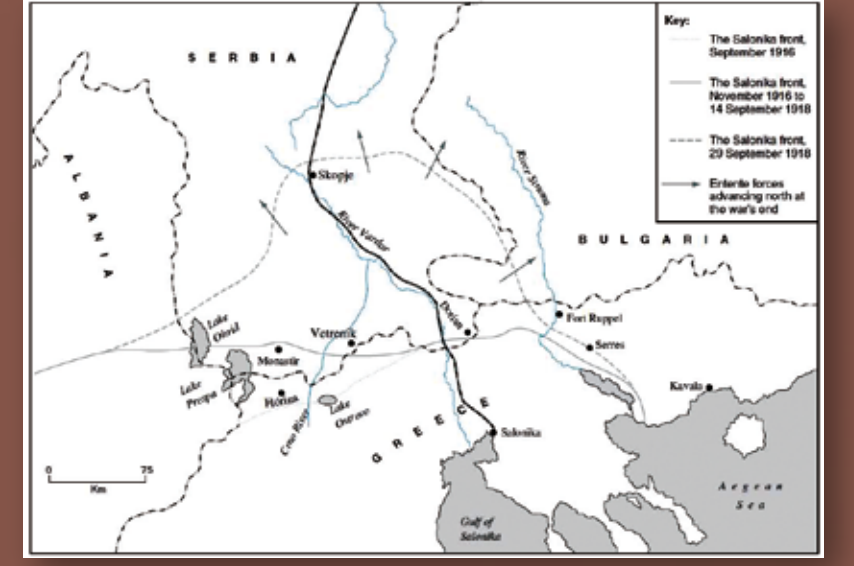 Key:
The Salonika front,
September 1916
The Salonika front,
November 1916 to
14 September 1918
The Salonika front,
29 September 1918
Entente forces
advancing north at
the war's end
SERBIA
ALBANIA
BULGARIA
GREECE
Skopje
River Vardar
River Struma
Doiran
Fort Ruppel
Serres
Kavala
Lake
Ohrid
Vetrenik
Monastir
Lake
Prespa
Florina
Cerna River
Lake
Ostrovo
Salonika
0 75
Km
Aegean
Sea
Gulf of
Salonika